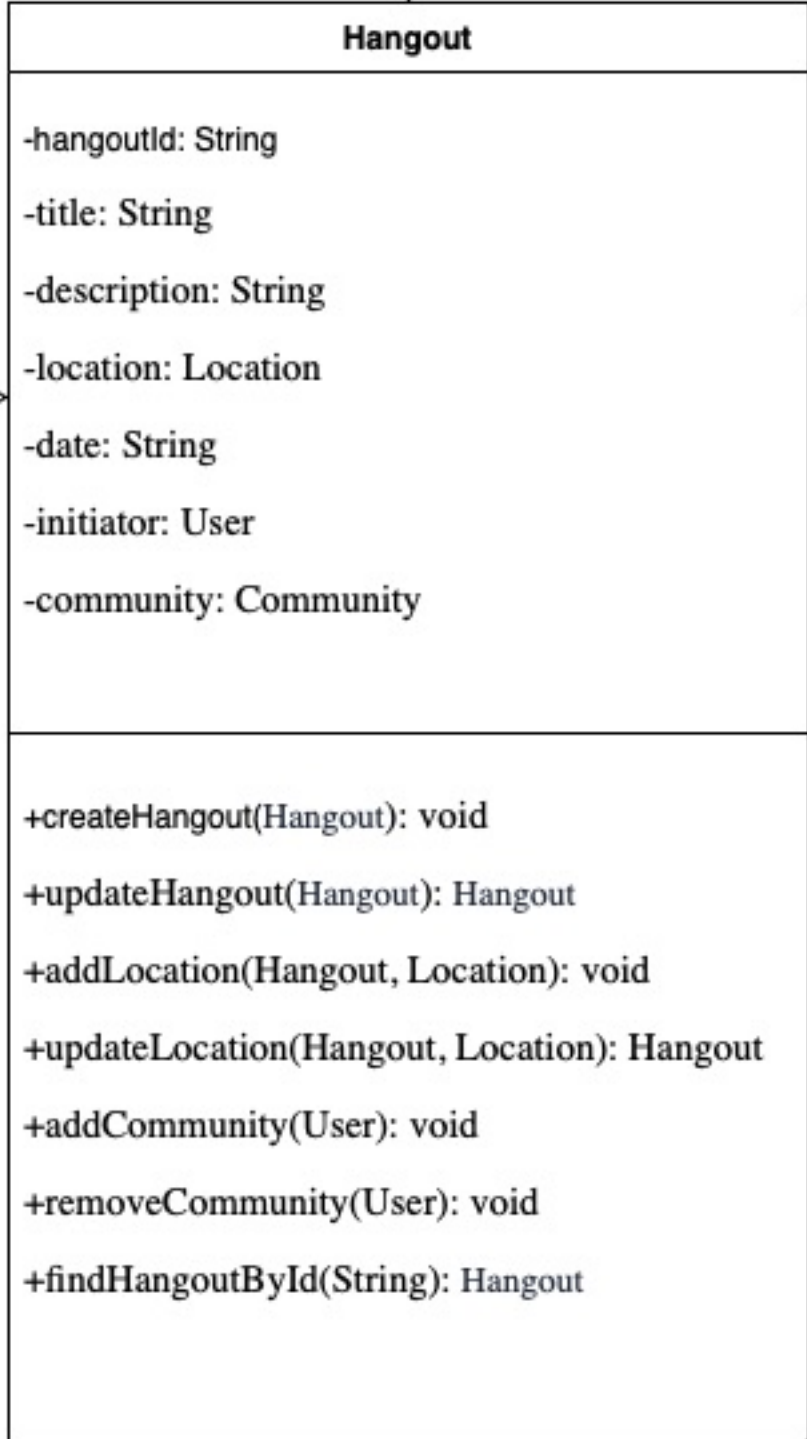 Hangout
-hangoutId: String
-title: String
-description: String
-location: Location
-date: String
-initiator: User
-community: Community
+createHangout(Hangout): void
+updateHangout(Hangout): Hangout
+addLocation(Hangout, Location): void
+updateLocation(Hangout, Location): Hangout
+addCommunity(User): void
+removeCommunity(User): void
+findHangoutById(String): Hangout